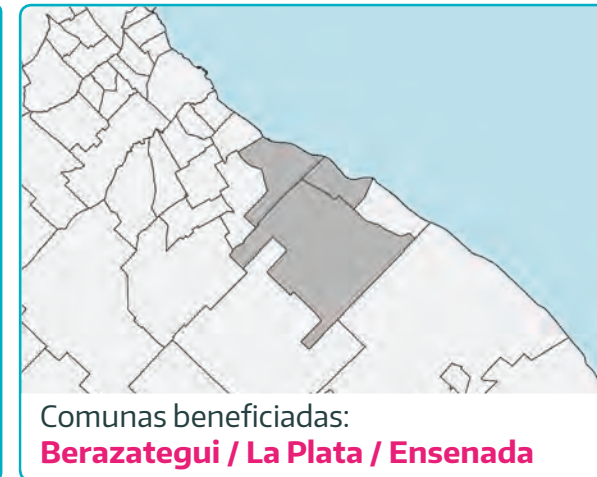 Comunas beneficiadas:
Berazategui / La Plata / Ensenada